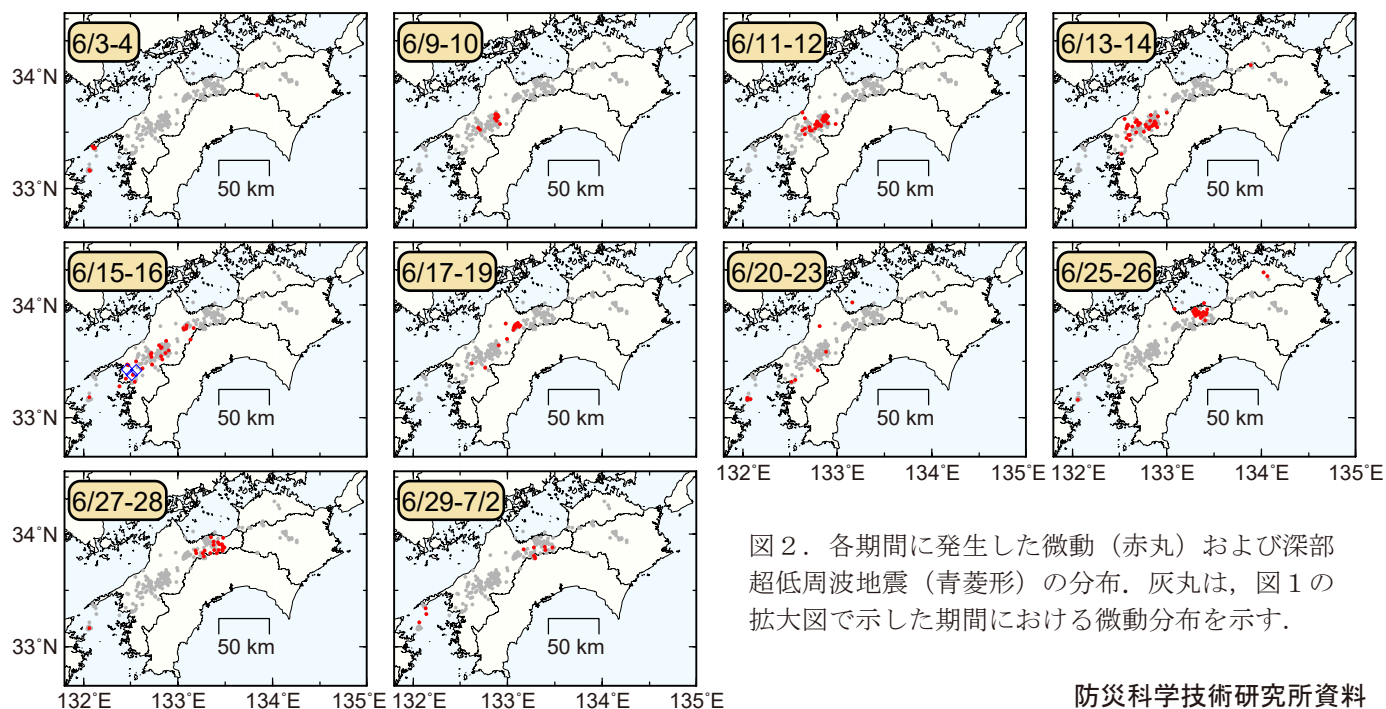 6/3-4
6/9-10
6/11-12
6/13-14
34°N
33°N
50 km
50 km
50 km
50 km
6/15-16
6/17-19
6/20-23
6/25-26
34°N
33°N
50 km
50 km
50 km
50 km
132°E 133°E 134°E 135°E
132°E 133°E 134°E 135°E
6/27-28
6/29-7/2
34°N
33°N
50 km
50 km
132°E 133°E 134°E 135°E
132°E 133°E 134°E 135°E
図２．各期間に発生した微動（赤丸）および深部
超低周波地震（青菱形）の分布．灰丸は，図１の
拡大図で示した期間における微動分布を示す．
防災科学技術研究所資料